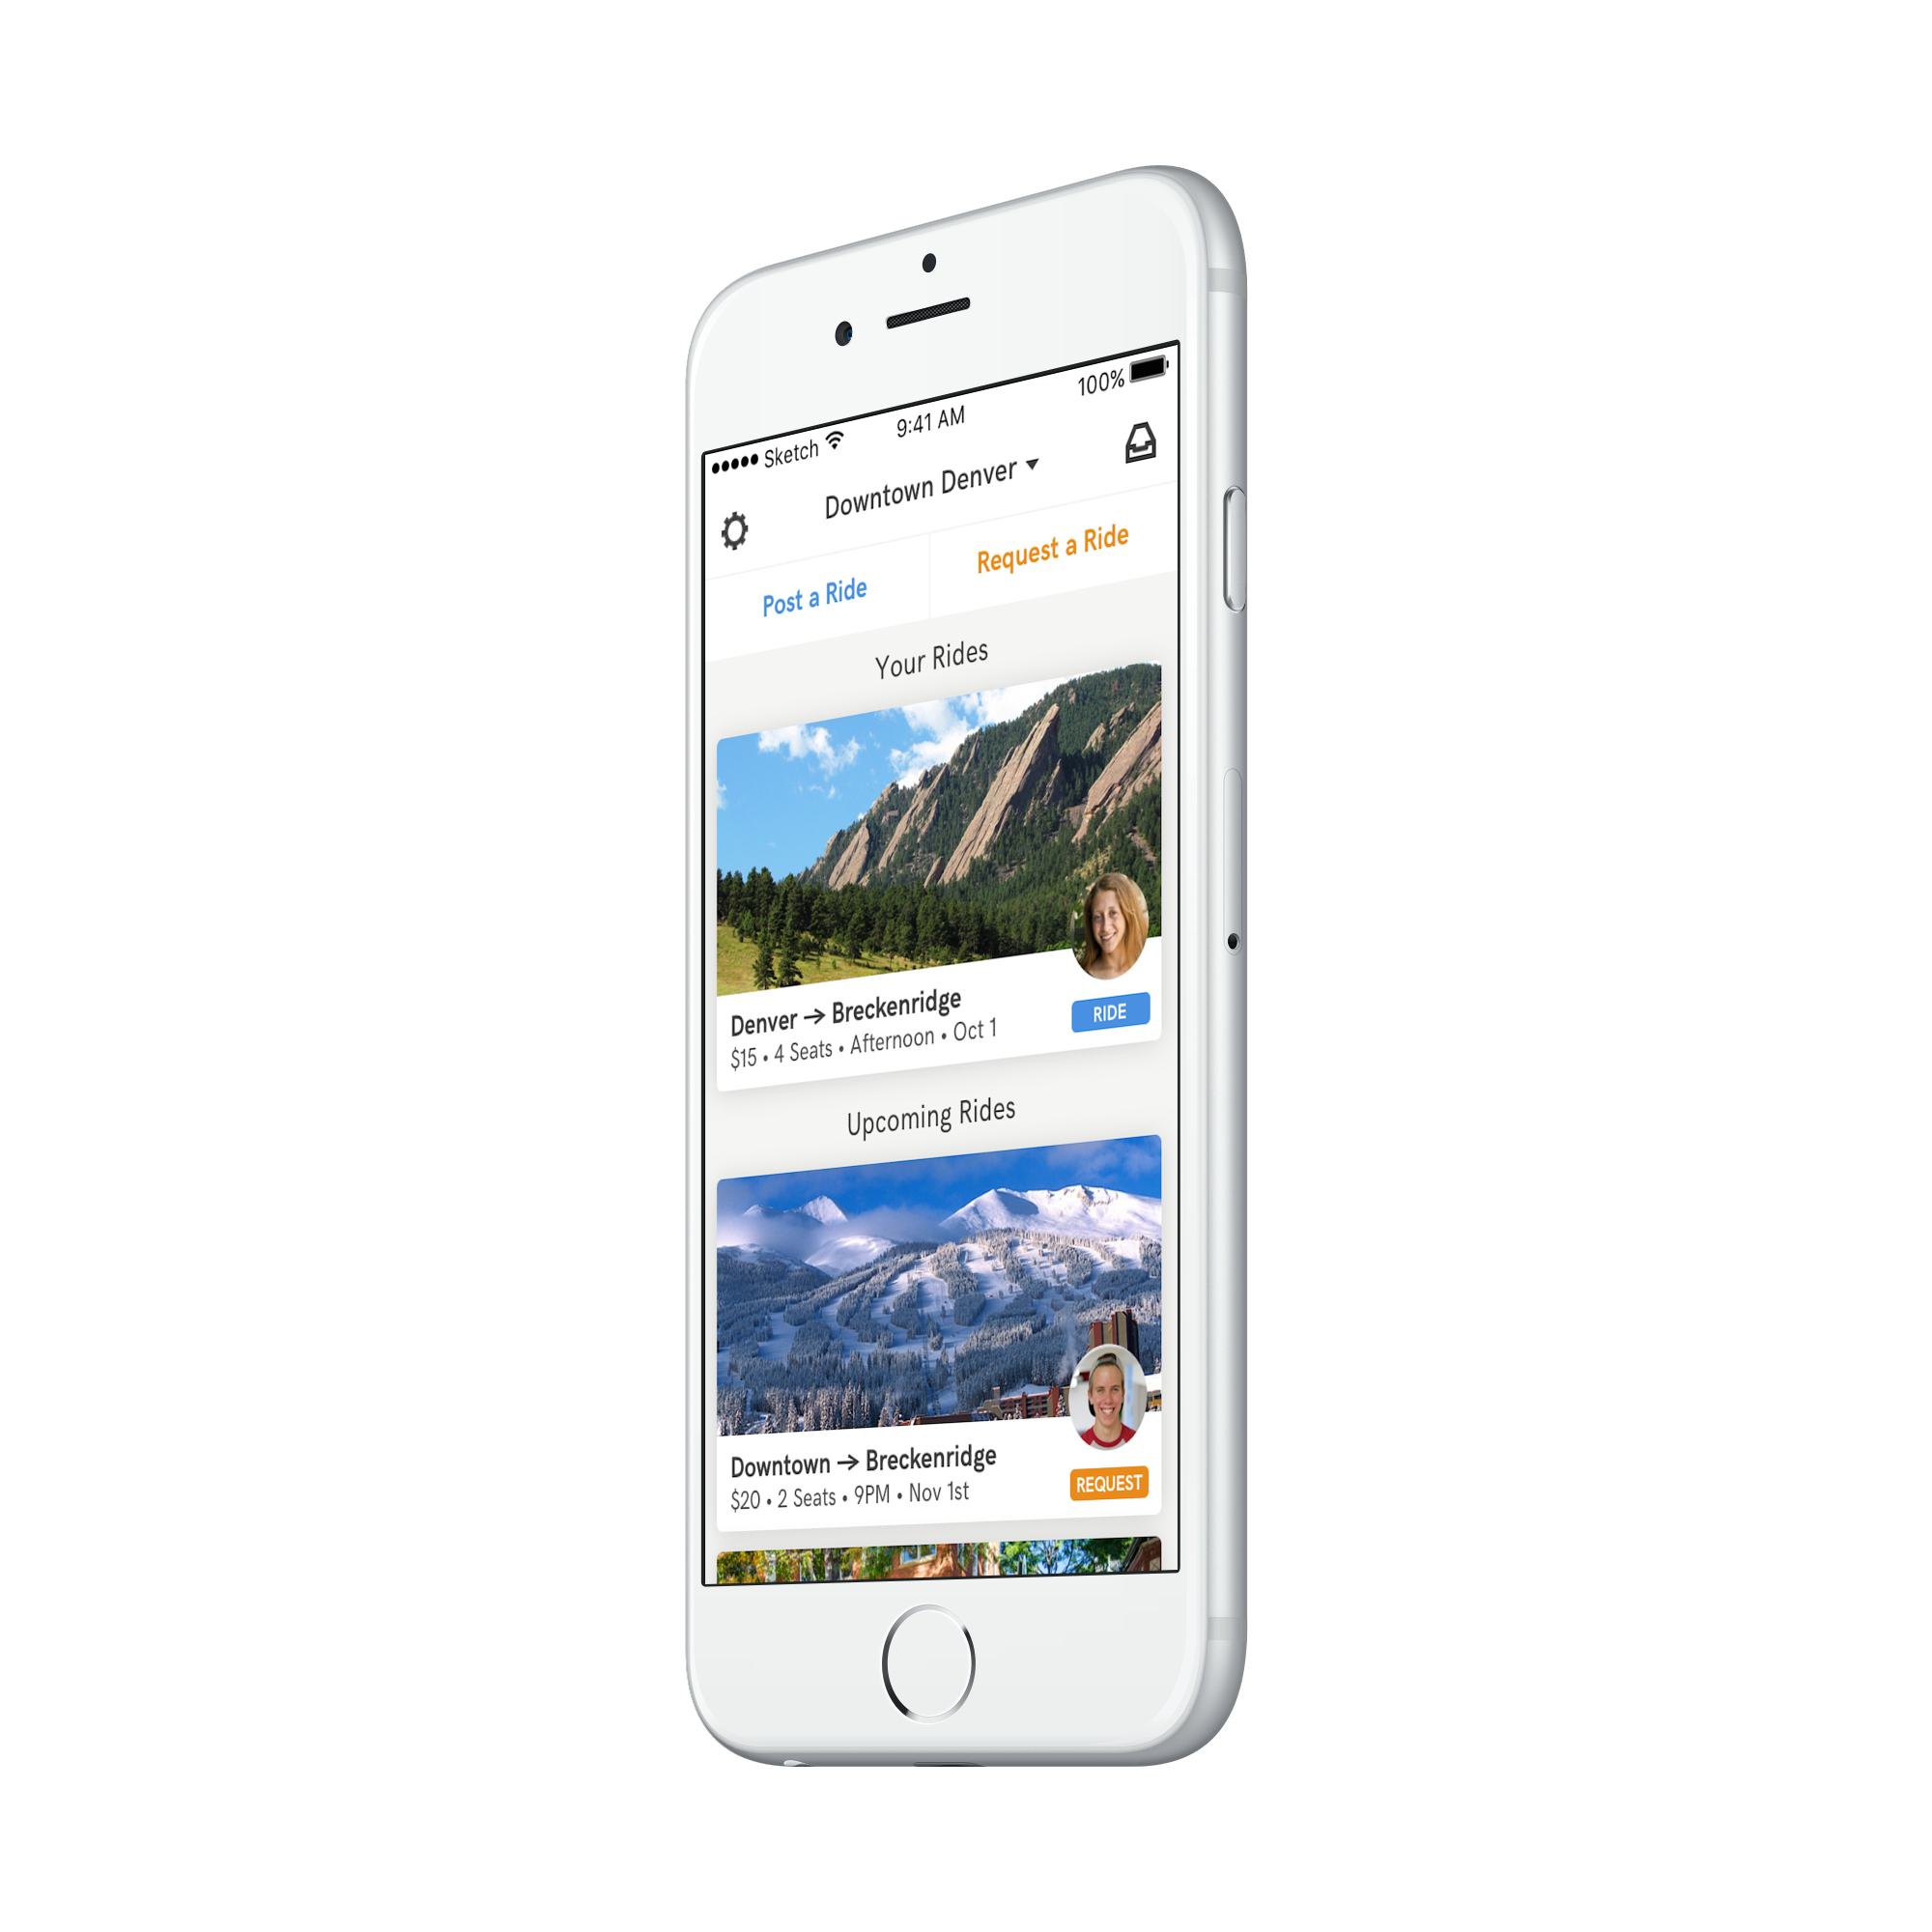 Sketch 9:41 AM 100%
Downtown Denver
Post a Ride Request a Ride
Your Rides
Denver → Breckenridge
$15 • 4 Seats • Afternoon • Oct 1
RIDE
Upcoming Rides
Downtown → Breckenridge
$20 • 2 Seats • 9PM • Nov 1st
REQUEST